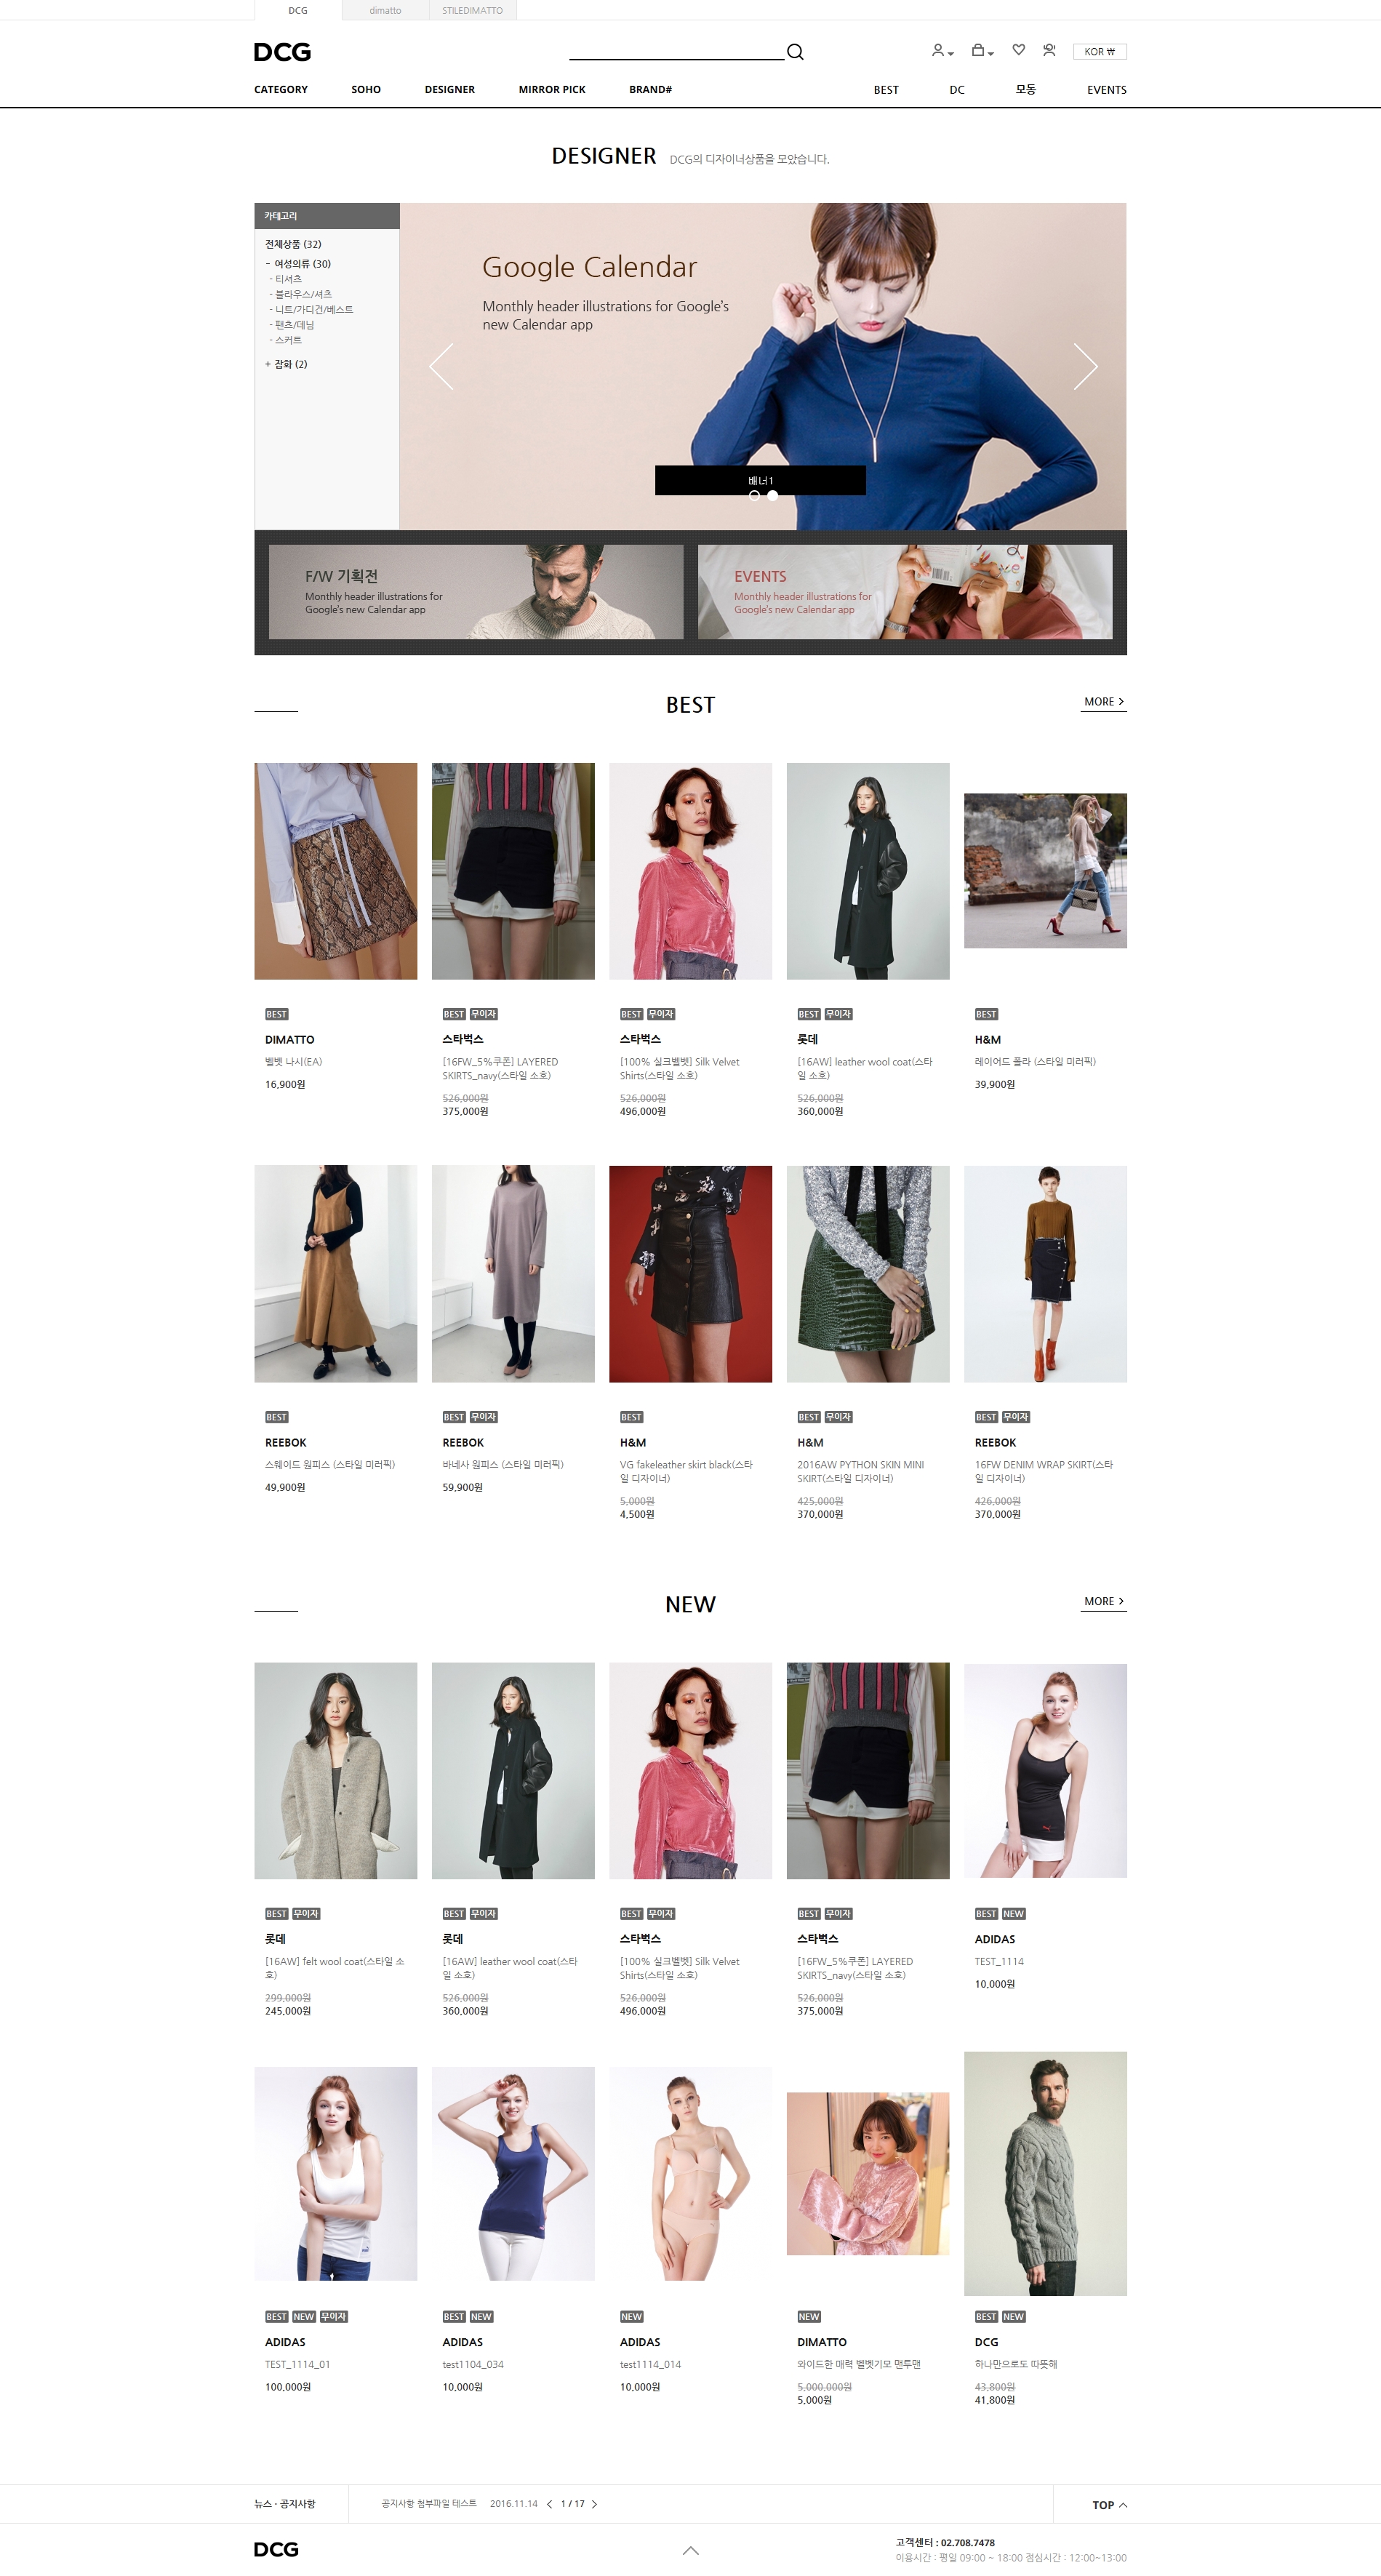 DCG
dimatto
STILEDIMATTO
DCG
KOR ₩
CATEGORY
SOHO
DESIGNER
MIRROR PICK
BRAND#
BEST
DC
모동
EVENTS
DESIGNER DCG의 디자이너상품을 모았습니다.
카테고리
전체상품 (32)
- 여성의류 (30)
- 티셔츠
- 블라우스/셔츠
- 니트/가디건/베스트
- 팬츠/데님
- 스커트
+ 잡화 (2)
Google Calendar
Monthly header illustrations for Google's
new Calendar app
배너1
F/W 기획전
Monthly header illustrations for
Google's new Calendar app
EVENTS
Monthly header illustrations for
Google's new Calendar app
BEST
MORE
BEST
DIMATTO
벨벳 나시(EA)
16,900원
BEST 무이자
스타벅스
[16FW_5%쿠폰] LAYERED
SKIRTS_navy(스타일 소호)
526,000원
375,000원
BEST 무이자
스타벅스
[100% 실크벨벳] Silk Velvet
Shirts(스타일 소호)
526,000원
496,000원
BEST 무이자
롯데
[16AW] leather wool coat(스타
일 소호)
526,000원
360,000원
BEST
H&M
레이어드 폴라 (스타일 미러픽)
39,900원
BEST
REEBOK
스웨이드 원피스 (스타일 미러픽)
49,900원
BEST 무이자
REEBOK
바네사 원피스 (스타일 미러픽)
59,900원
BEST
H&M
VG fakeleather skirt black(스타
일 디자이너)
5,000원
4,500원
BEST 무이자
H&M
2016AW PYTHON SKIN MINI
SKIRT(스타일 디자이너)
425,000원
370,000원
BEST 무이자
REEBOK
16FW DENIM WRAP SKIRT(스타
일 디자이너)
426,000원
370,000원
NEW
MORE
BEST 무이자
롯데
[16AW] felt wool coat(스타일 소
호)
299,000원
245,000원
BEST 무이자
롯데
[16AW] leather wool coat(스타
일 소호)
526,000원
360,000원
BEST 무이자
스타벅스
[100% 실크벨벳] Silk Velvet
Shirts(스타일 소호)
526,000원
496,000원
BEST 무이자
스타벅스
[16FW_5%쿠폰] LAYERED
SKIRTS_navy(스타일 소호)
526,000원
375,000원
BEST NEW
ADIDAS
TEST_1114
10,000원
BEST NEW 무이자
ADIDAS
TEST_1114_01
100,000원
BEST NEW
ADIDAS
test1104_034
10,000원
NEW
ADIDAS
test1114_014
10,000원
NEW
DIMATTO
와이드한 매력 벨벳기모 맨투맨
5,000,000원
5,000원
BEST NEW
DCG
하나만으로도 따뜻해
43,800원
41,800원
뉴스 · 공지사항
공지사항 첨부파일 테스트 2016.11.14
1 / 17
TOP
DCG
고객센터 : 02.708.7478
이용시간 : 평일 09:00 ~ 18:00 점심시간 : 12:00~13:00